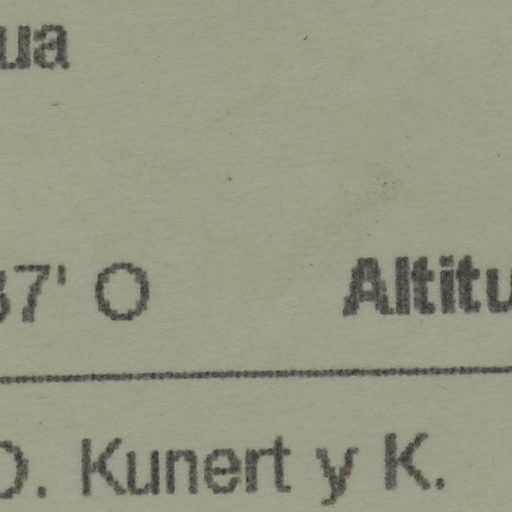 ua
37' O Altitu
O. Kunert y K.